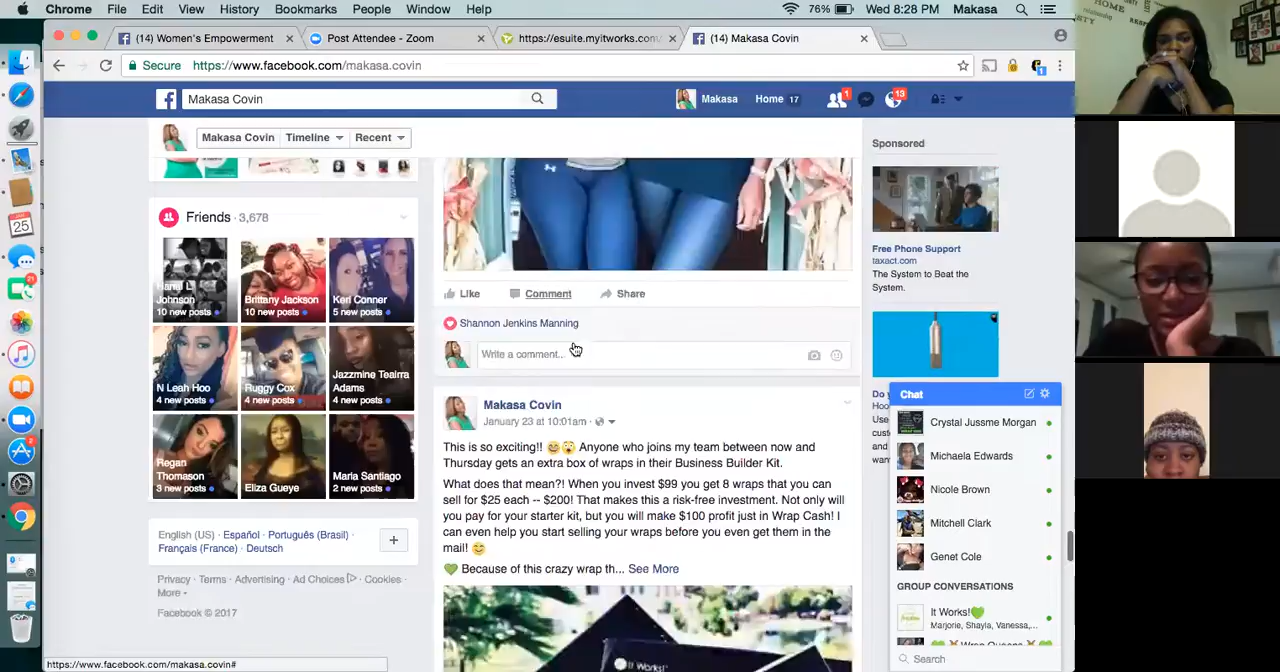 Chrome File Edit View History Bookmarks People Window Help 76% Wed 8:28 PM Makasa
(14) Women's Empowerment Post Attendee - Zoom https://esuite.myitworks.com (14) Makasa Covin
Secure https://www.facebook.com/makasa.covin
Makasa Covin Makasa Home 17 1 13
Makasa Covin Timeline Recent
Friends · 3,678
Johnson
10 new posts
Brittany Jackson
10 new posts
Keri Conner
5 new posts
N Leah Hoo
4 new posts
Ruggy Cox
4 new posts
Jazzmine Teairra
Adams
4 new posts
Regan
Thomason
3 new posts
Eliza Gueye
Maria Santiago
2 new posts
English (US) · Español · Português (Brasil) ·
Français (France) · Deutsch
Privacy · Terms · Advertising · Ad Choices · Cookies ·
More
Facebook © 2017
Like Comment Share
Shannon Jenkins Manning
Write a comment...
Makasa Covin
January 23 at 10:01am ·
This is so exciting!! 😆😲 Anyone who joins my team between now and
Thursday gets an extra box of wraps in their Business Builder Kit.
What does that mean?! When you invest $99 you get 8 wraps that you can
sell for $25 each -- $200! That makes this a risk-free investment. Not only will
you pay for your starter kit, but you will make $100 profit just in Wrap Cash! I
can even help you start selling your wraps before you even get them in the
mail! 😊
💚 Because of this crazy wrap th... See More
It Works!
Sponsored
Free Phone Support
taxact.com
The System to Beat the
System.
Chat
Crystal Jussme Morgan
Michaela Edwards
Nicole Brown
Mitchell Clark
Genet Cole
GROUP CONVERSATIONS
It Works!💚
Marjorie, Shayla, Vanessa,...
Search
JAN
25
https://www.facebook.com/makasa.covin#